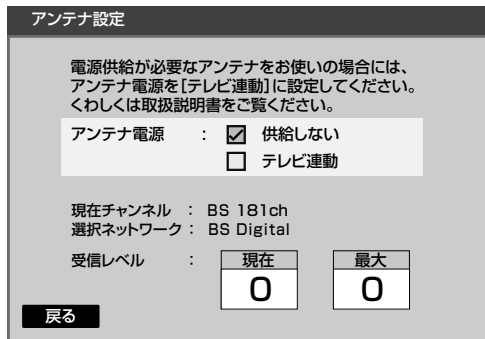 アンテナ設定
電源供給が必要なアンテナをお使いの場合には、
アンテナ電源を[テレビ連動]に設定してください。
くわしくは取扱説明書をご覧ください。
アンテナ電源 : 供給しない
テレビ連動
現在チャンネル : BS 181ch
選択ネットワーク : BS Digital
受信レベル : 現在 最大
0 0
戻る